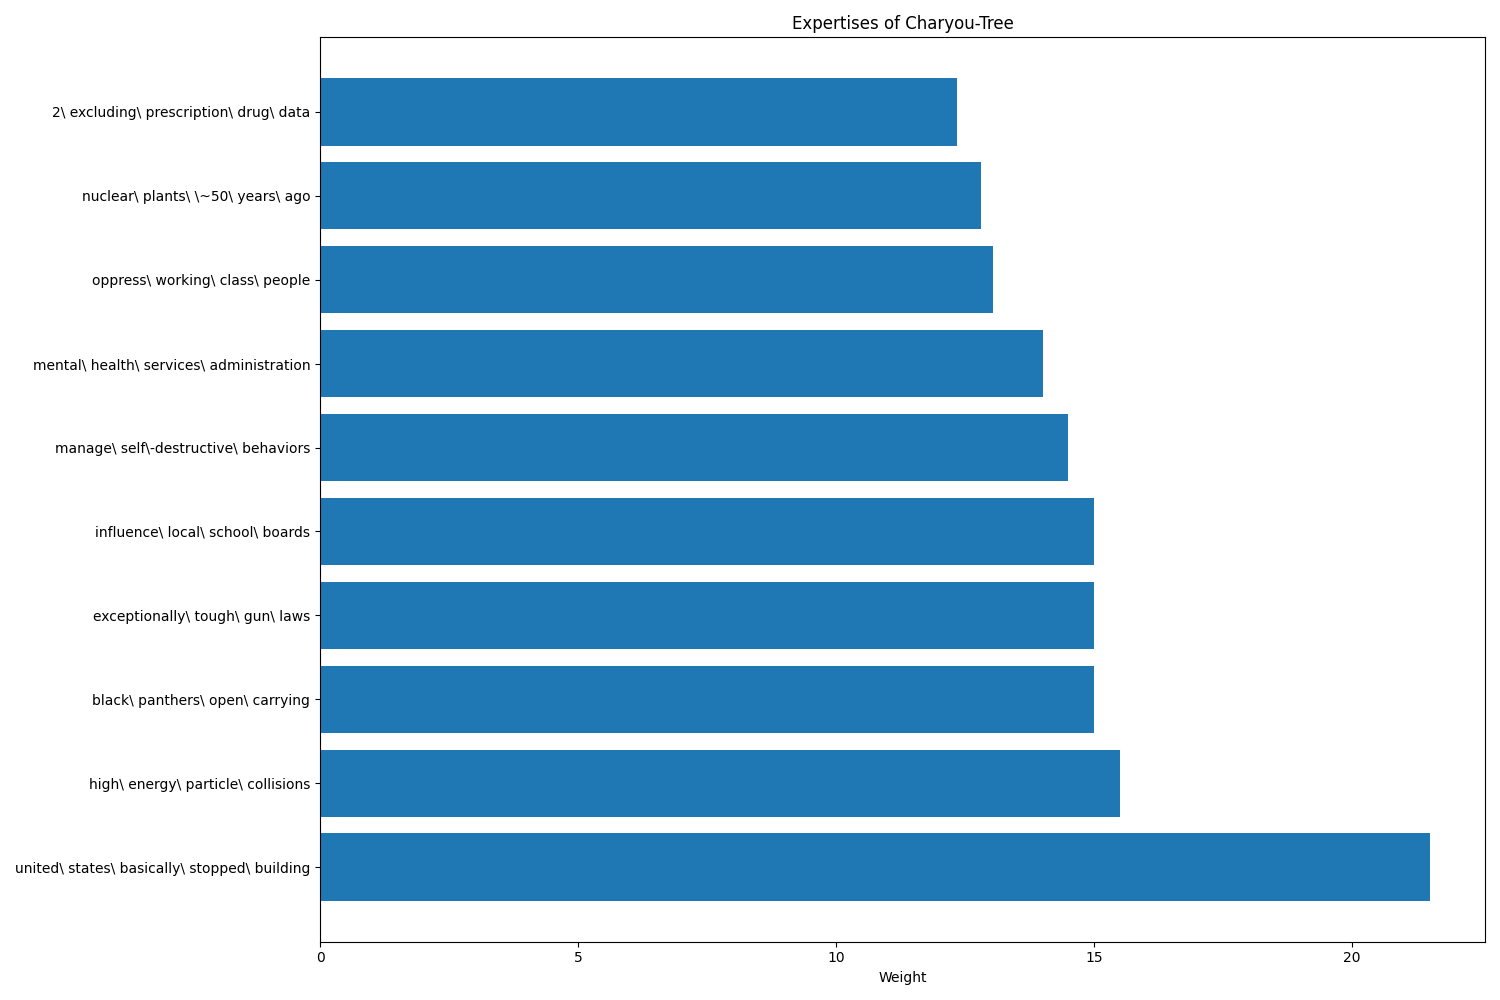 Expertises of Charyou-Tree
2\ excluding\ prescription\ drug\ data
nuclear\ plants\ \~50\ years\ ago
oppress\ working\ class\ people
mental\ health\ services\ administration
manage\ self\-destructive\ behaviors
influence\ local\ school\ boards
exceptionally\ tough\ gun\ laws
black\ panthers\ open\ carrying
high\ energy\ particle\ collisions
united\ states\ basically\ stopped\ building
0 5 10 15 20
Weight